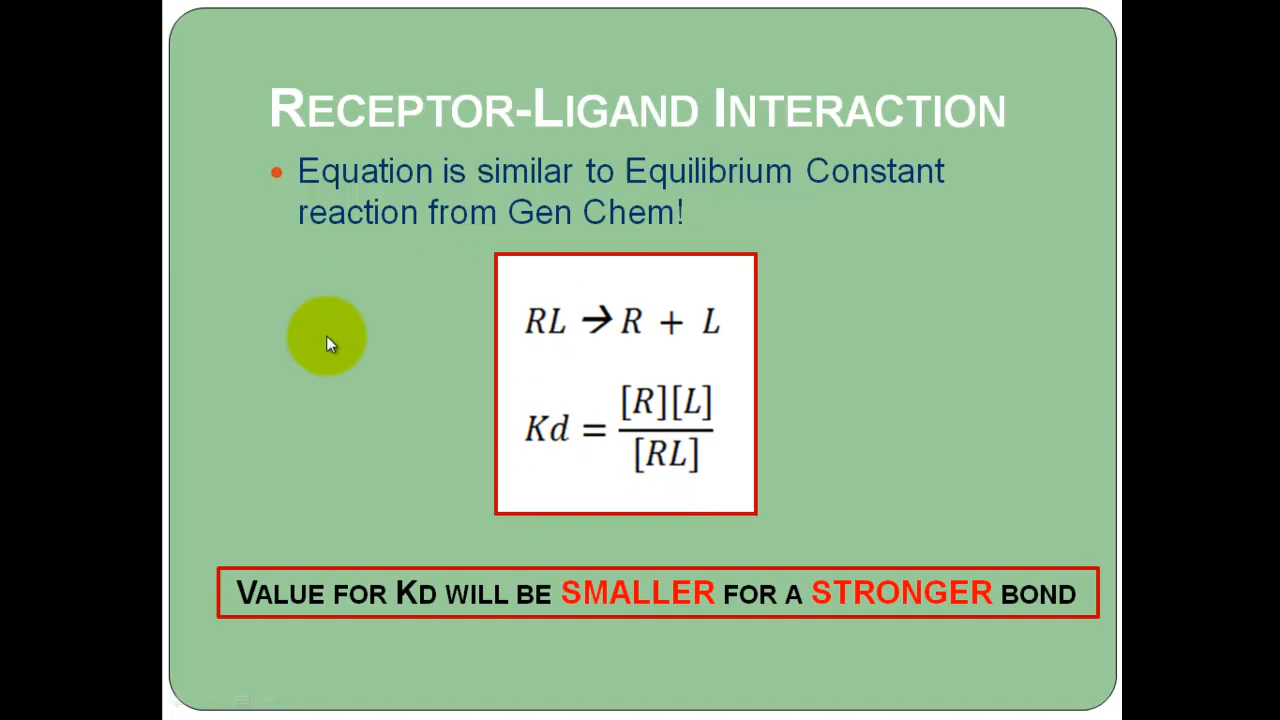 RECEPTOR-LIGAND INTERACTION
• Equation is similar to Equilibrium Constant
reaction from Gen Chem!
RL → R + L
Kd = [R][L] / [RL]
VALUE FOR KD WILL BE SMALLER FOR A STRONGER BOND